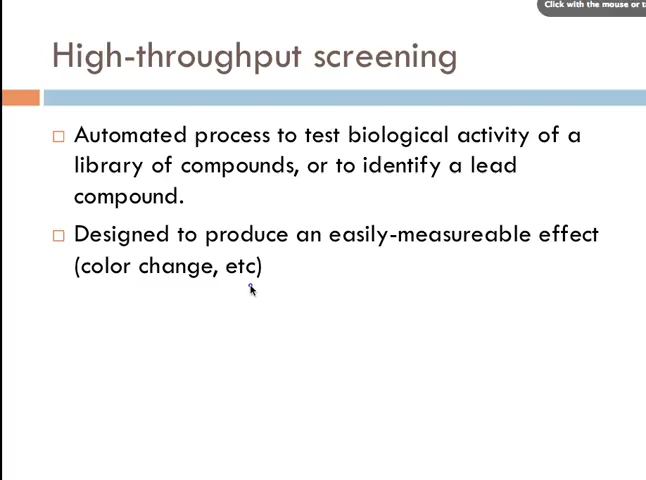 Click with the mouse or
High-throughput screening
Automated process to test biological activity of a
library of compounds, or to identify a lead
compound.
Designed to produce an easily-measureable effect
(color change, etc)